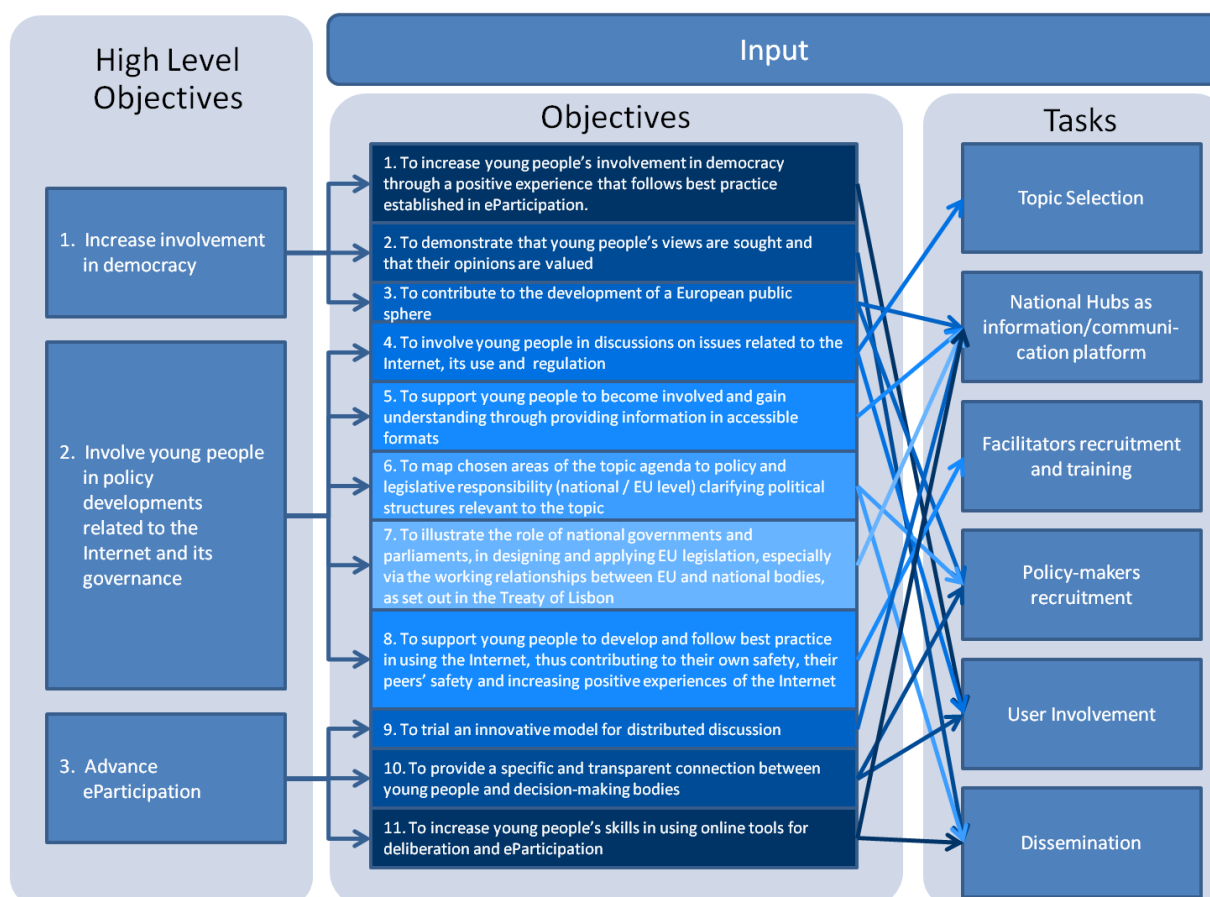 High Level
Objectives
Input
Objectives
Tasks
1. Increase involvement
in democracy
2. Involve young people
in policy
developments
related to the
Internet and its
governance
3. Advance
eParticipation
1. To increase young people's involvement in democracy
through a positive experience that follows best practice
established in eParticipation.
2. To demonstrate that young people's views are sought and
that their opinions are valued
3. To contribute to the development of a European public
sphere
4. To involve young people in discussions on issues related to the
Internet, its use and regulation
5. To support young people to become involved and gain
understanding through providing information in accessible
formats
6. To map chosen areas of the topic agenda to policy and
legislative responsibility (national / EU level) clarifying political
structures relevant to the topic
7. To illustrate the role of national governments and
parliaments, in designing and applying EU legislation, especially
via the working relationships between EU and national bodies,
as set out in the Treaty of Lisbon
8. To support young people to develop and follow best practice
in using the Internet, thus contributing to their own safety, their
peers' safety and increasing positive experiences of the Internet
9. To trial an innovative model for distributed discussion
10. To provide a specific and transparent connection between
young people and decision-making bodies
11. To increase young people's skills in using online tools for
deliberation and eParticipation
Topic Selection
National Hubs as
information/communi-
cation platform
Facilitators recruitment
and training
Policy-makers
recruitment
User Involvement
Dissemination